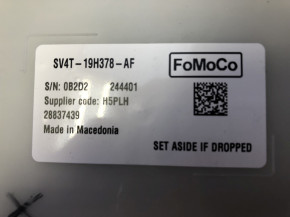 SV4T-19H378-AF
FoMoCo
S/N: 0B2D2 244401
Supplier code: H5PLH
28837439
Made in Macedonia
SET ASIDE IF DROPPED